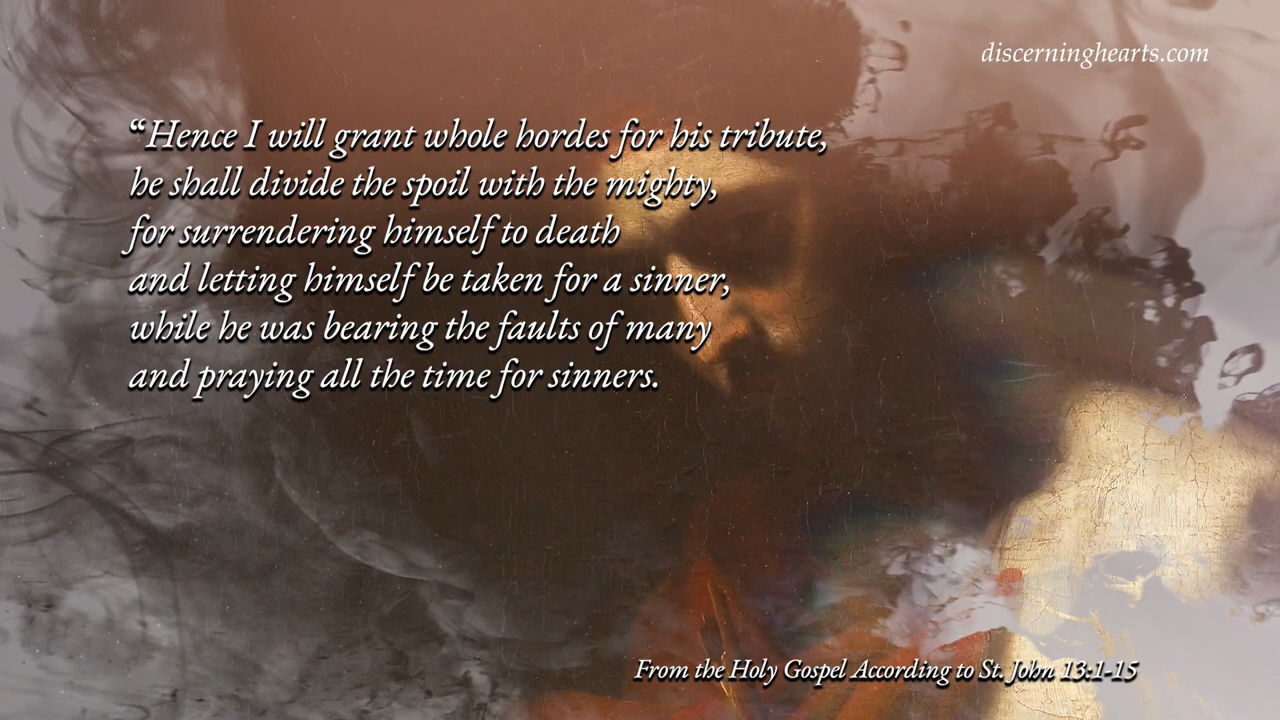 discerninghearts.com
“Hence I will grant whole hordes for his tribute,
he shall divide the spoil with the mighty,
for surrendering himself to death
and letting himself be taken for a sinner,
while he was bearing the faults of many
and praying all the time for sinners.
From the Holy Gospel According to St. John 13:1-15